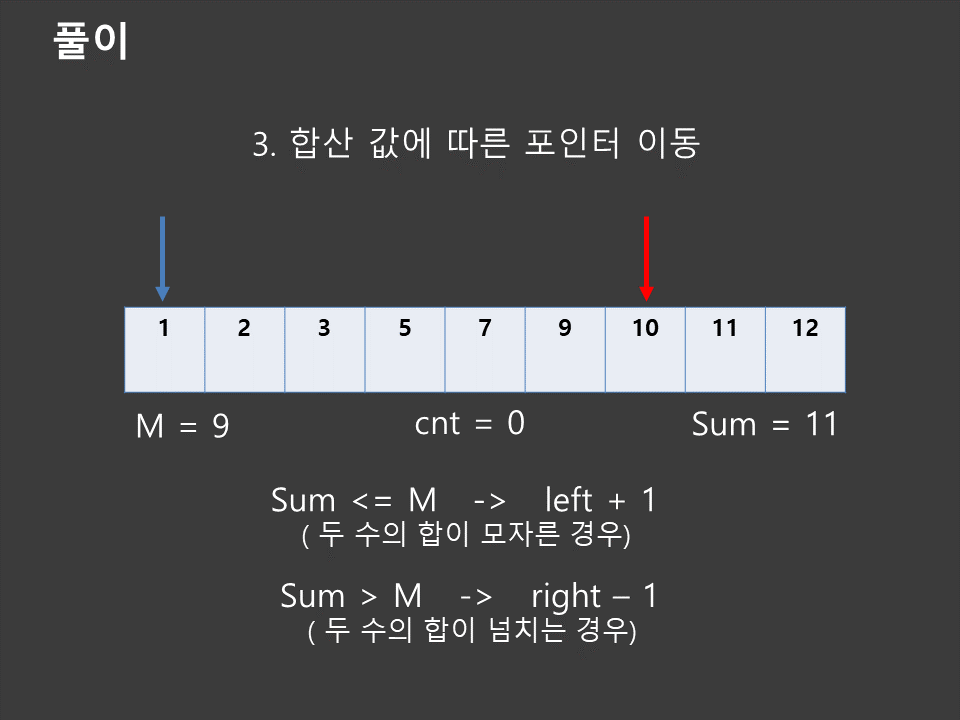 풀이
3. 합산 값에 따른 포인터 이동
1 2 3 5 7 9 10 11 12
M = 9 cnt = 0 Sum = 11
Sum <= M -> left + 1
( 두 수의 합이 모자른 경우)
Sum > M -> right – 1
( 두 수의 합이 넘치는 경우)